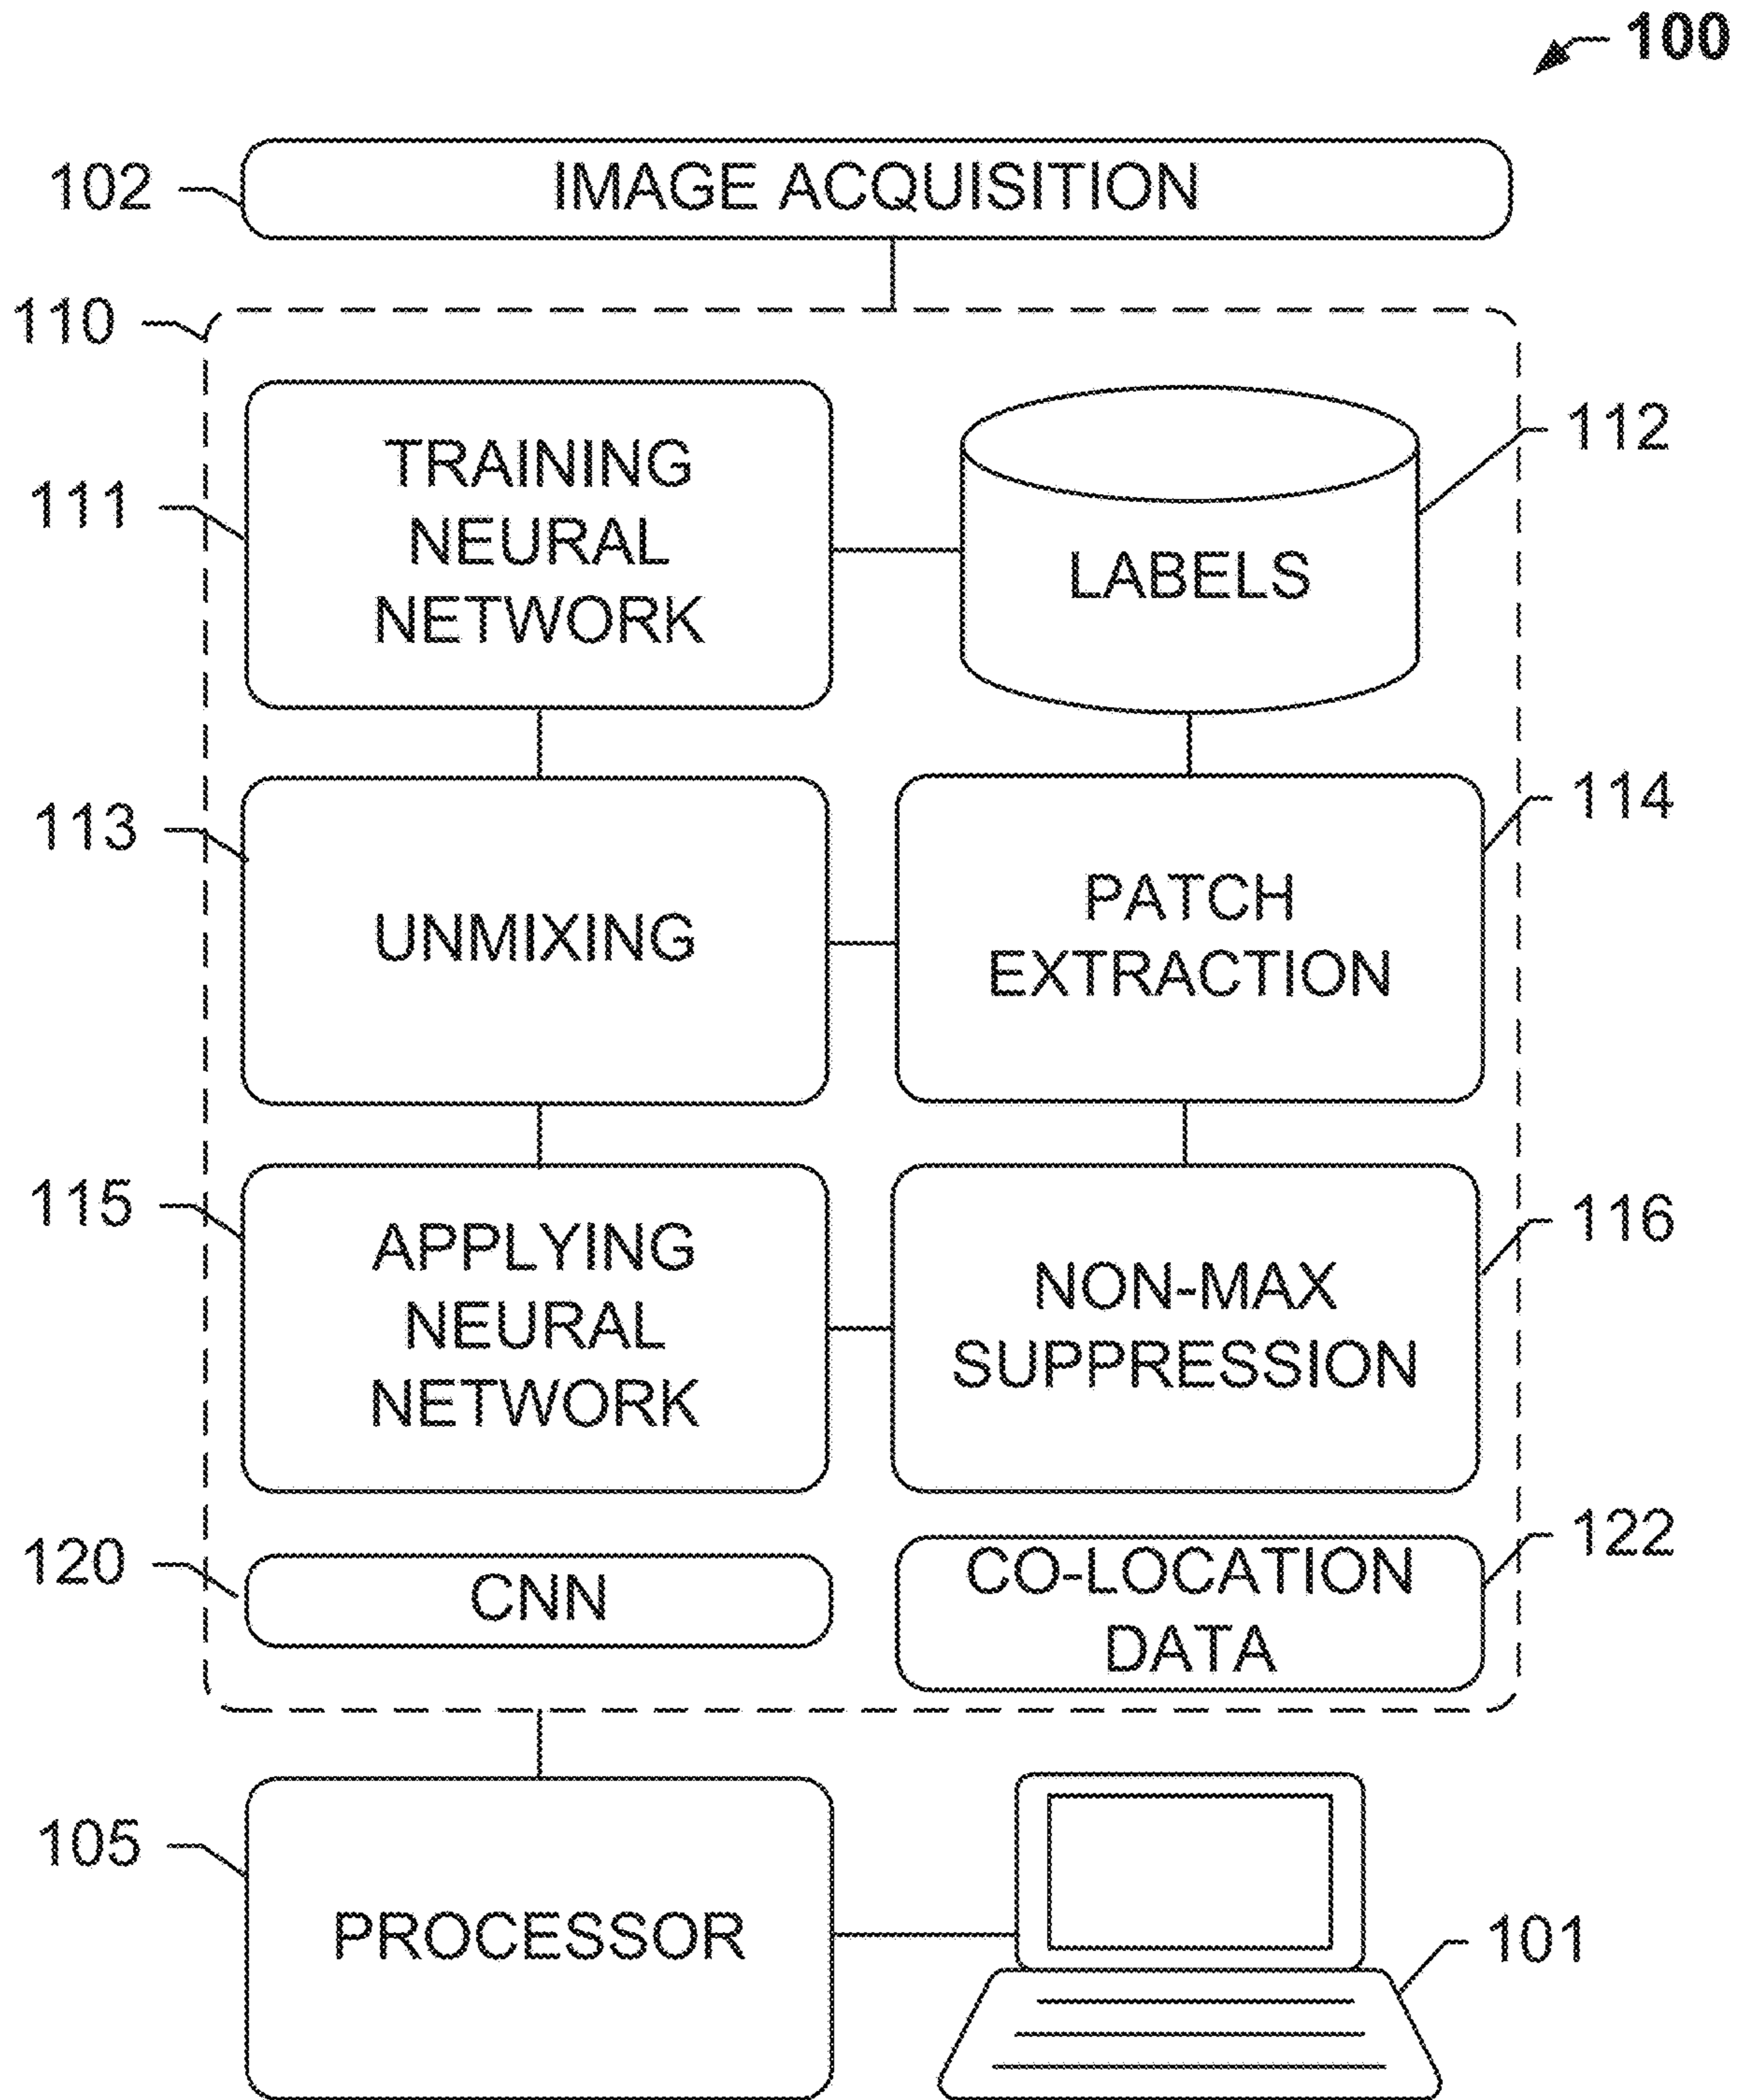 100
102
IMAGE ACQUISITION
110
111
TRAINING
NEURAL
NETWORK
LABELS
112
113
UNMIXING
PATCH
EXTRACTION
114
115
APPLYING
NEURAL
NETWORK
NON-MAX
SUPPRESSION
116
120
CNN
CO-LOCATION
DATA
122
105
PROCESSOR
101